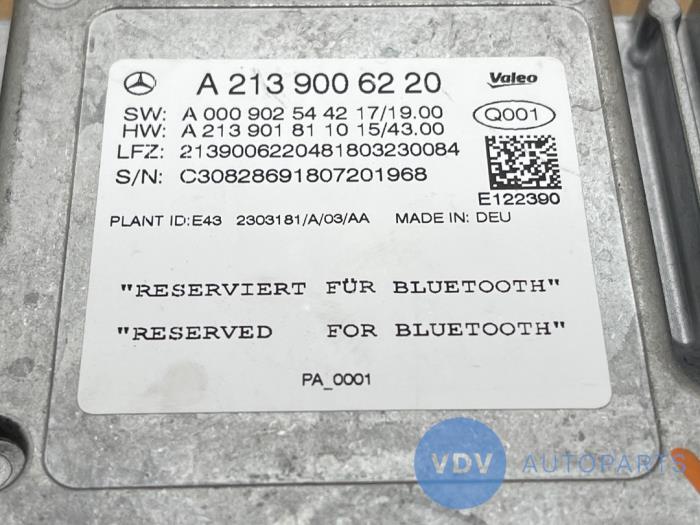 A 213 900 62 20
Valeo
SW: A 000 902 54 42 17/19.00
Q001
HW: A 213 901 81 10 15/43.00
LFZ: 2139006220481803230084
S/N: C30828691807201968
E122390
PLANT ID:E43 2303181/A/03/AA MADE IN: DEU
"RESERVIERT FÜR BLUETOOTH"
"RESERVED FOR BLUETOOTH"
PA_0001
VDV AUTOPARTS